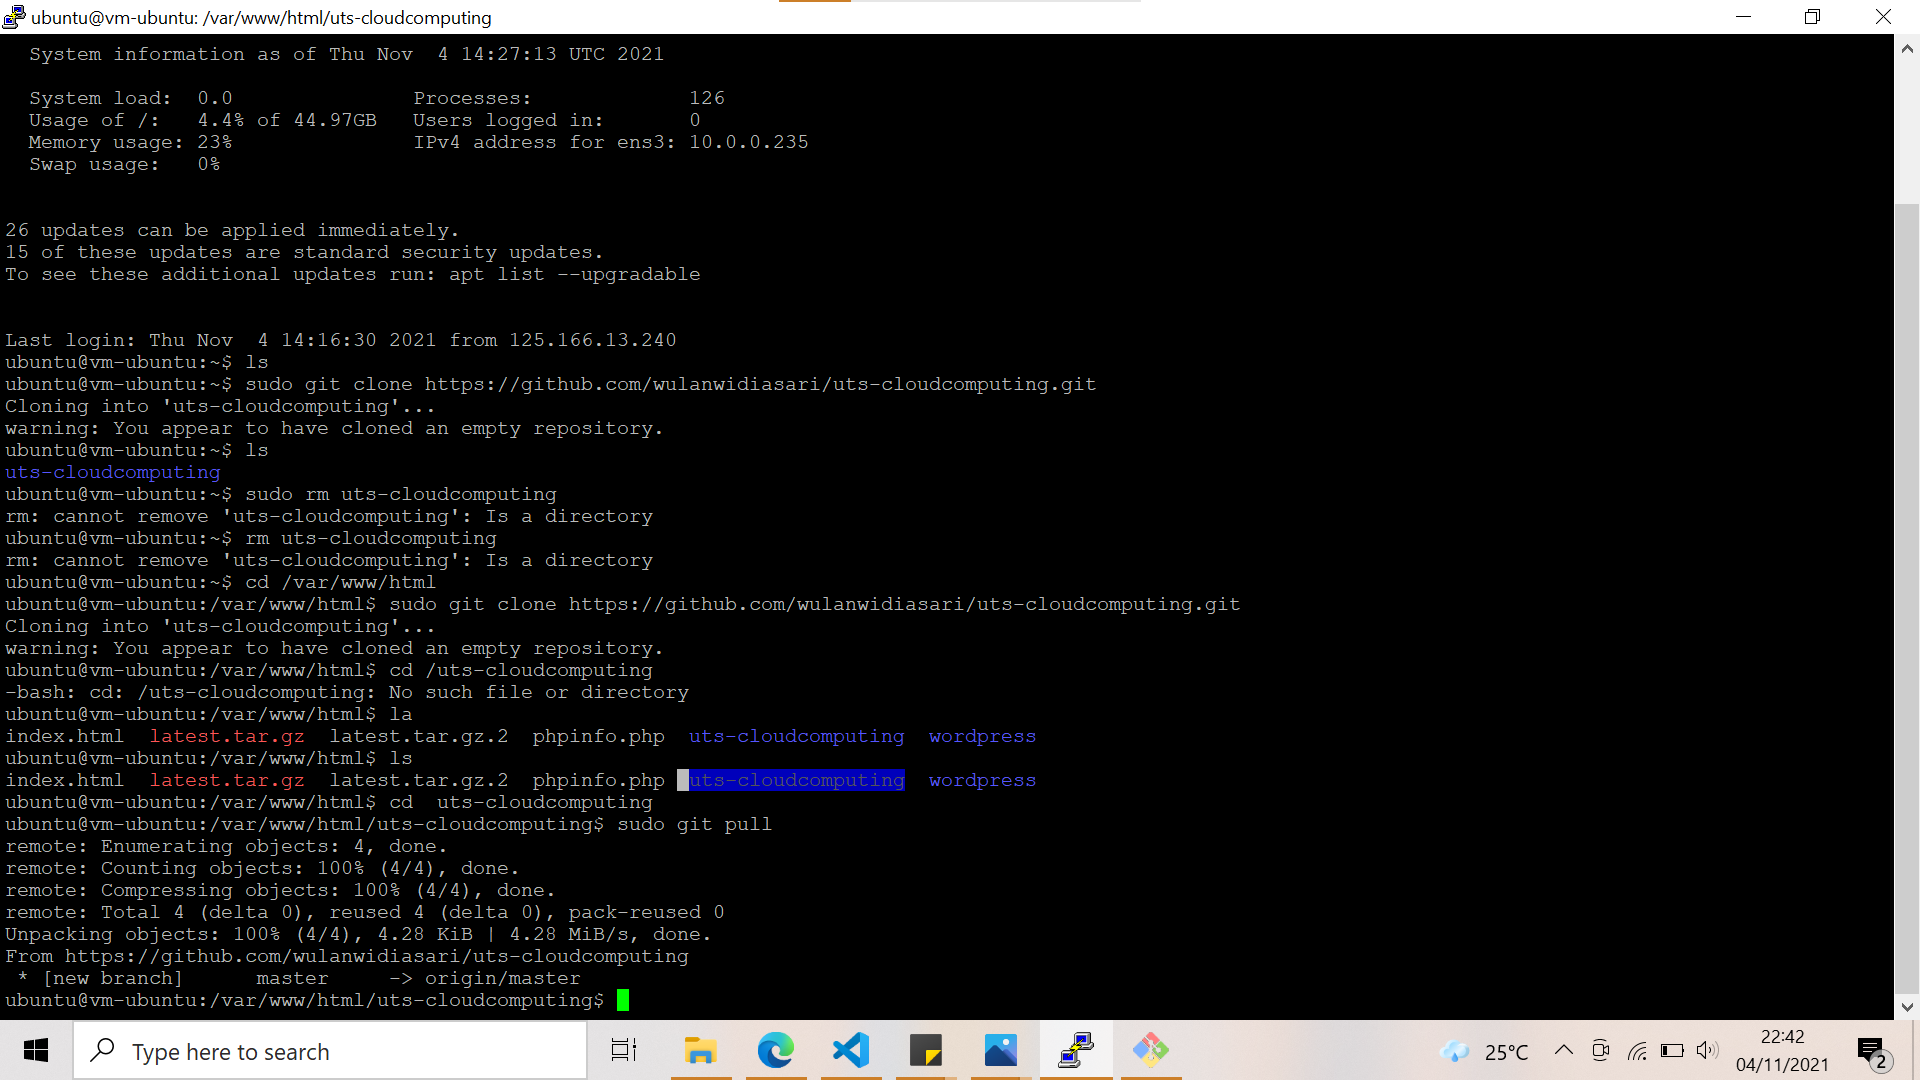 ubuntu@vm-ubuntu: /var/www/html/uts-cloudcomputing
System information as of Thu Nov  4 14:27:13 UTC 2021
System load:  0.0               Processes:             126
Usage of /:   4.4% of 44.97GB   Users logged in:       0
Memory usage: 23%               IPv4 address for ens3: 10.0.0.235
Swap usage:   0%
26 updates can be applied immediately.
15 of these updates are standard security updates.
To see these additional updates run: apt list --upgradable
Last login: Thu Nov  4 14:16:30 2021 from 125.166.13.240
ubuntu@vm-ubuntu:~$ ls
ubuntu@vm-ubuntu:~$ sudo git clone https://github.com/wulanwidiasari/uts-cloudcomputing.git
Cloning into 'uts-cloudcomputing'...
warning: You appear to have cloned an empty repository.
ubuntu@vm-ubuntu:~$ ls
uts-cloudcomputing
ubuntu@vm-ubuntu:~$ sudo rm uts-cloudcomputing
rm: cannot remove 'uts-cloudcomputing': Is a directory
ubuntu@vm-ubuntu:~$ rm uts-cloudcomputing
rm: cannot remove 'uts-cloudcomputing': Is a directory
ubuntu@vm-ubuntu:~$ cd /var/www/html
ubuntu@vm-ubuntu:/var/www/html$ sudo git clone https://github.com/wulanwidiasari/uts-cloudcomputing.git
Cloning into 'uts-cloudcomputing'...
warning: You appear to have cloned an empty repository.
ubuntu@vm-ubuntu:/var/www/html$ cd /uts-cloudcomputing
-bash: cd: /uts-cloudcomputing: No such file or directory
ubuntu@vm-ubuntu:/var/www/html$ la
index.html  latest.tar.gz  latest.tar.gz.2  phpinfo.php  uts-cloudcomputing  wordpress
ubuntu@vm-ubuntu:/var/www/html$ ls
index.html  latest.tar.gz  latest.tar.gz.2  phpinfo.php  uts-cloudcomputing  wordpress
ubuntu@vm-ubuntu:/var/www/html$ cd  uts-cloudcomputing
ubuntu@vm-ubuntu:/var/www/html/uts-cloudcomputing$ sudo git pull
remote: Enumerating objects: 4, done.
remote: Counting objects: 100% (4/4), done.
remote: Compressing objects: 100% (4/4), done.
remote: Total 4 (delta 0), reused 4 (delta 0), pack-reused 0
Unpacking objects: 100% (4/4), 4.28 KiB | 4.28 MiB/s, done.
From https://github.com/wulanwidiasari/uts-cloudcomputing
 * [new branch]      master     -> origin/master
ubuntu@vm-ubuntu:/var/www/html/uts-cloudcomputing$
Type here to search
25°C
22:42
04/11/2021
2